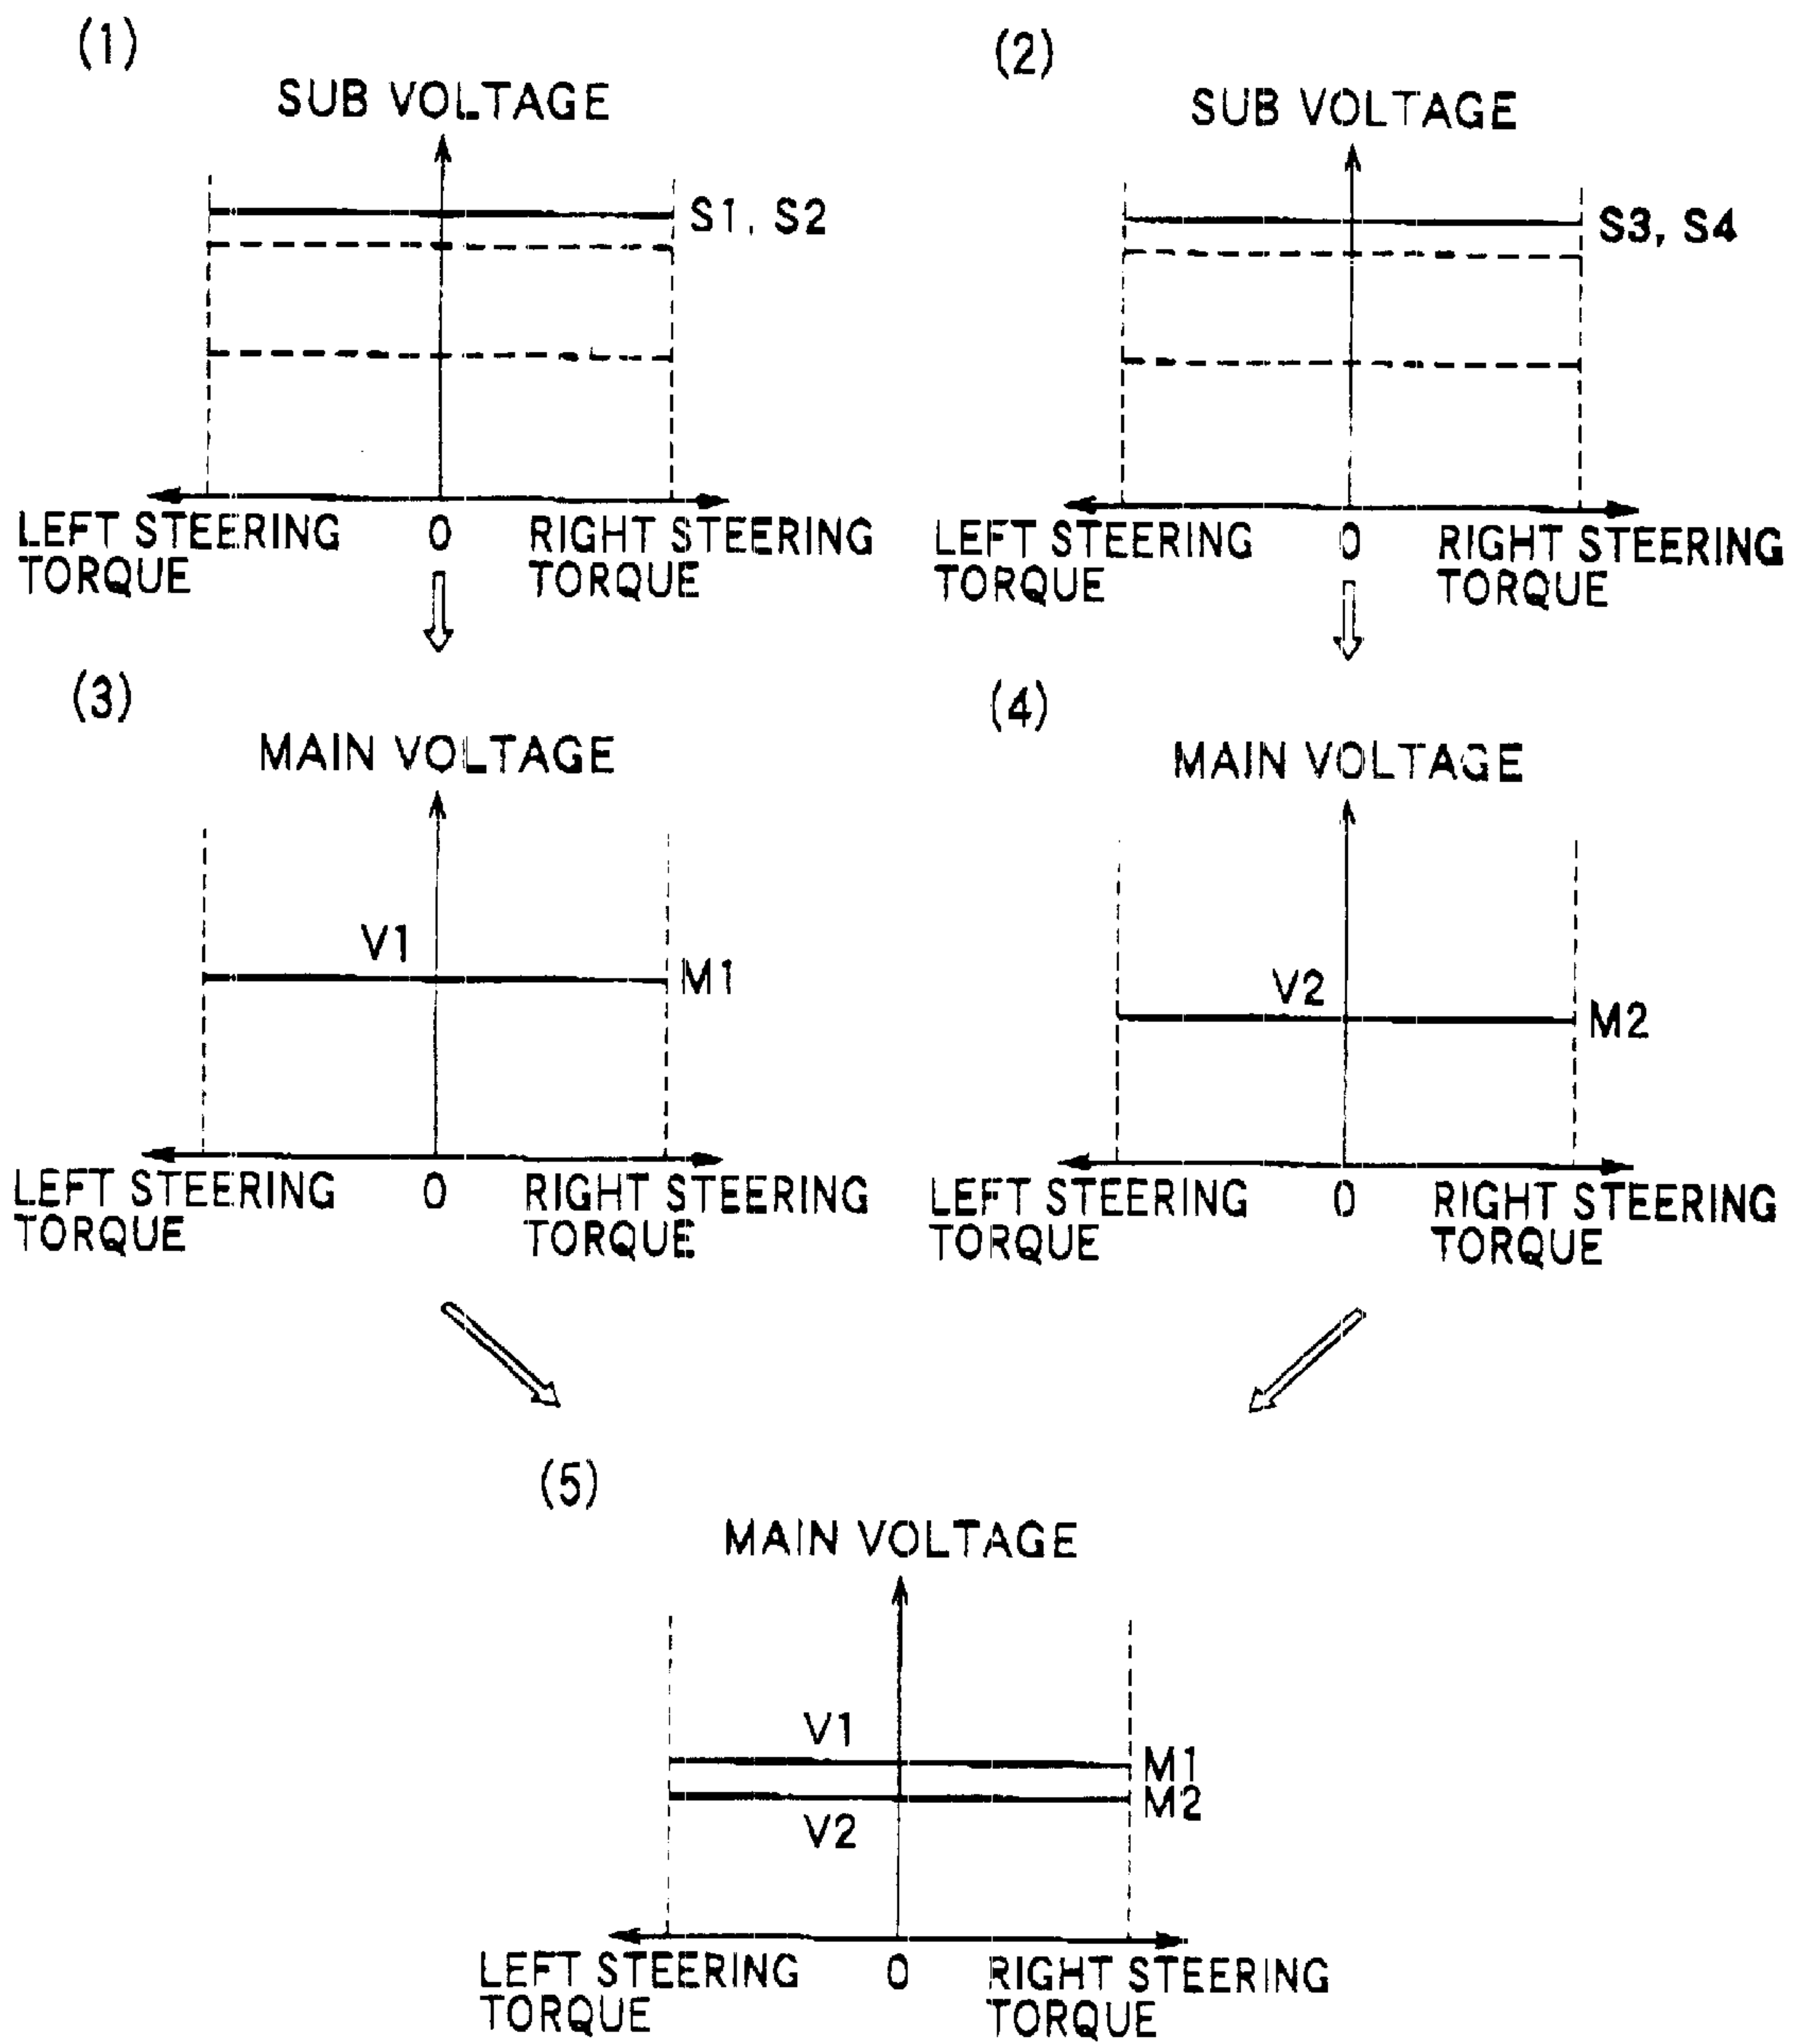 (1)
SUB VOLTAGE
S1, S2
LEFT STEERING
TORQUE
0
RIGHT STEERING
TORQUE
(2)
SUB VOLTAGE
S3, S4
LEFT STEERING
TORQUE
0
RIGHT STEERING
TORQUE
(3)
MAIN VOLTAGE
V1
M1
LEFT STEERING
TORQUE
0
RIGHT STEERING
TORQUE
(4)
MAIN VOLTAGE
V2
M2
LEFT STEERING
TORQUE
0
RIGHT STEERING
TORQUE
(5)
MAIN VOLTAGE
V1
M1
M2
V2
LEFT STEERING
TORQUE
0
RIGHT STEERING
TORQUE